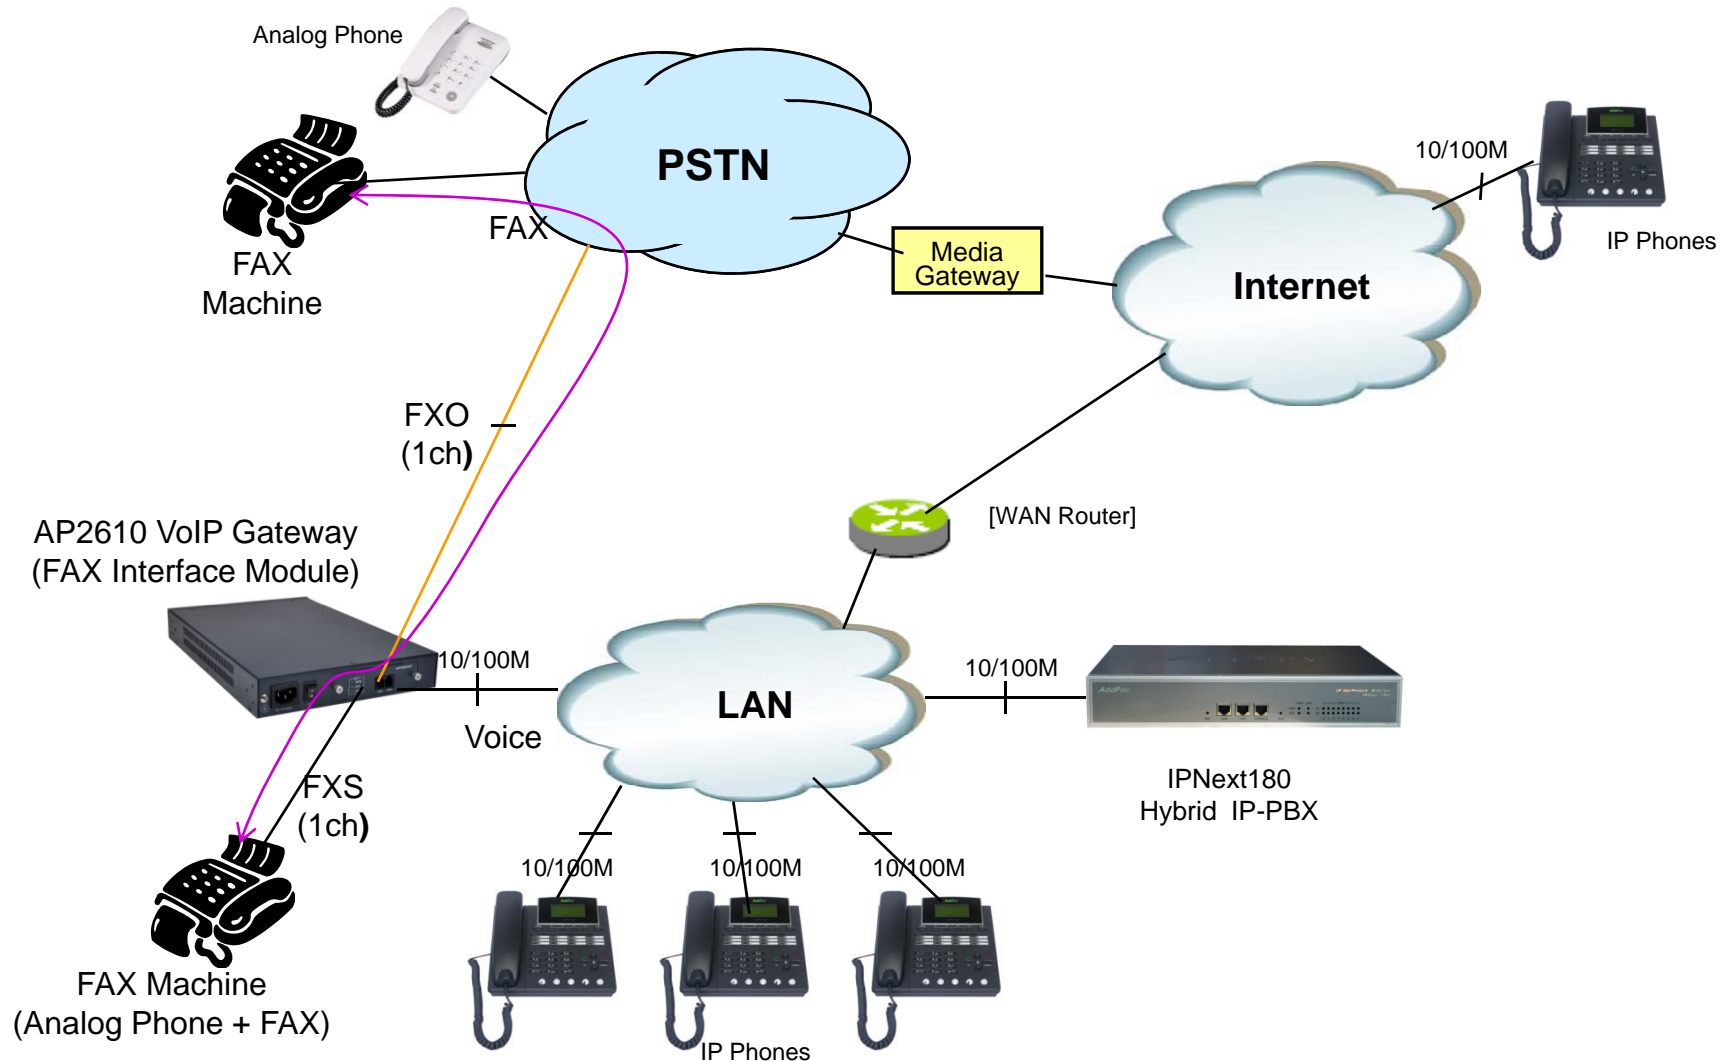 Analog Phone
PSTN
10/100M
IP Phones
FAX
FAX
Machine
Media
Gateway
Internet
FXO
(1ch)
[WAN Router]
AP2610 VoIP Gateway
(FAX Interface Module)
10/100M
Voice
LAN
10/100M
AddPac
IPNext180
Hybrid IP-PBX
FXS
(1ch)
10/100M
10/100M
10/100M
FAX Machine
(Analog Phone + FAX)
IP Phones